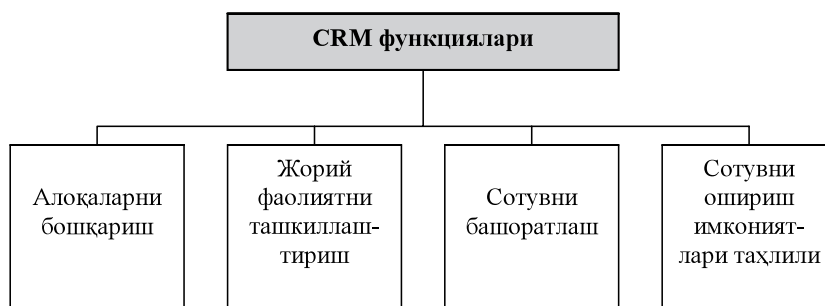 CRM функциялари
Алоқаларни
бошқариш
Жорий
фаолиятни
ташкиллаш-
тириш
Сотувни
башоратлаш
Сотувни
ошириш
имконият-
лари таҳлили